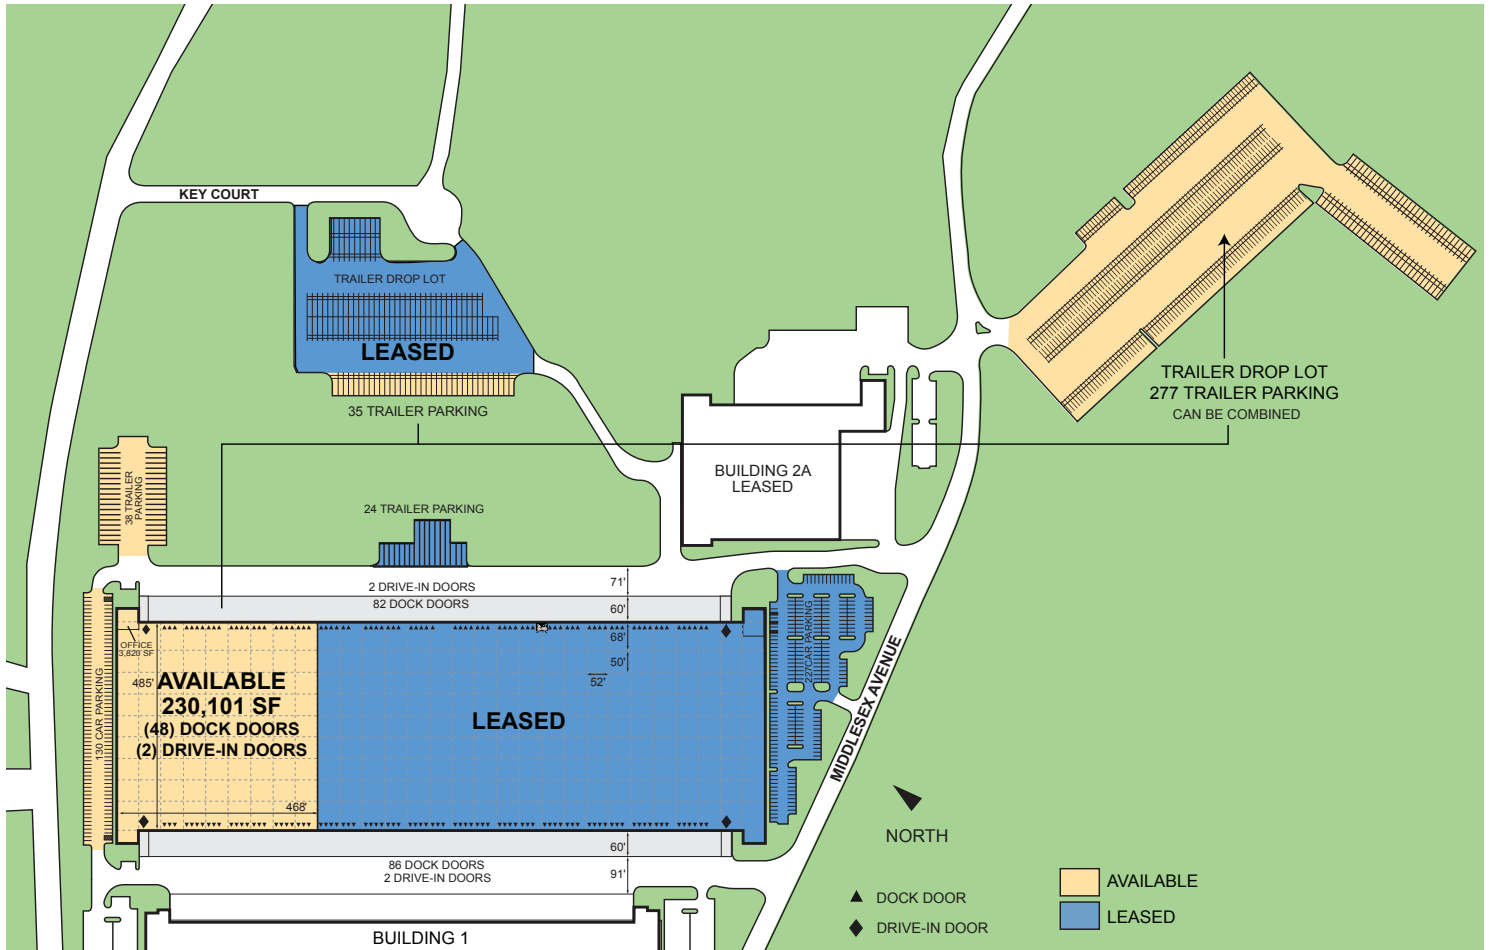 KEY COURT
TRAILER DROP LOT
LEASED
35 TRAILER PARKING
TRAILER DROP LOT
277 TRAILER PARKING
CAN BE COMBINED
BUILDING 2A
LEASED
38 TRAILER
PARKING
24 TRAILER PARKING
2 DRIVE-IN DOORS
71'
82 DOCK DOORS
60'
68'
50'
52'
OFFICE
3,820 SF
485'
AVAILABLE
230,101 SF
(48) DOCK DOORS
(2) DRIVE-IN DOORS
LEASED
130 CAR PARKING
227CAR PARKING
MIDDLESEX AVENUE
468'
60'
86 DOCK DOORS
2 DRIVE-IN DOORS
91'
NORTH
BUILDING 1
DOCK DOOR
DRIVE-IN DOOR
AVAILABLE
LEASED